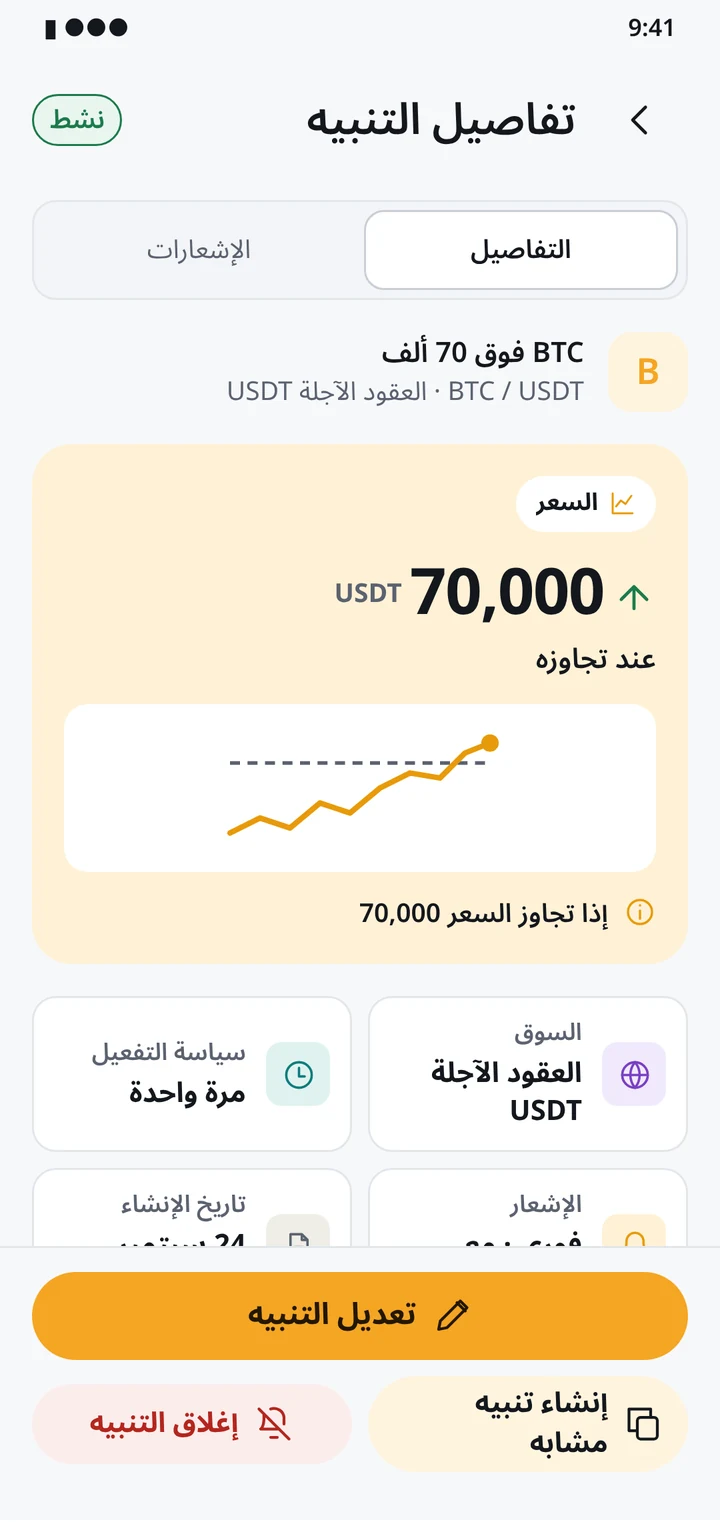 9:41
تفاصيل التنبيه
نشط
التفاصيل
الإشعارات
B
BTC فوق 70 ألف
BTC / USDT · العقود الآجلة USDT
السعر
70,000 USDT
عند تجاوزه
إذا تجاوز السعر 70,000
السوق
العقود الآجلة
USDT
سياسة التفعيل
مرة واحدة
الإشعار
تاريخ الإنشاء
24 سبتمبر
تعديل التنبيه
إنشاء تنبيه
مشابه
إغلاق التنبيه